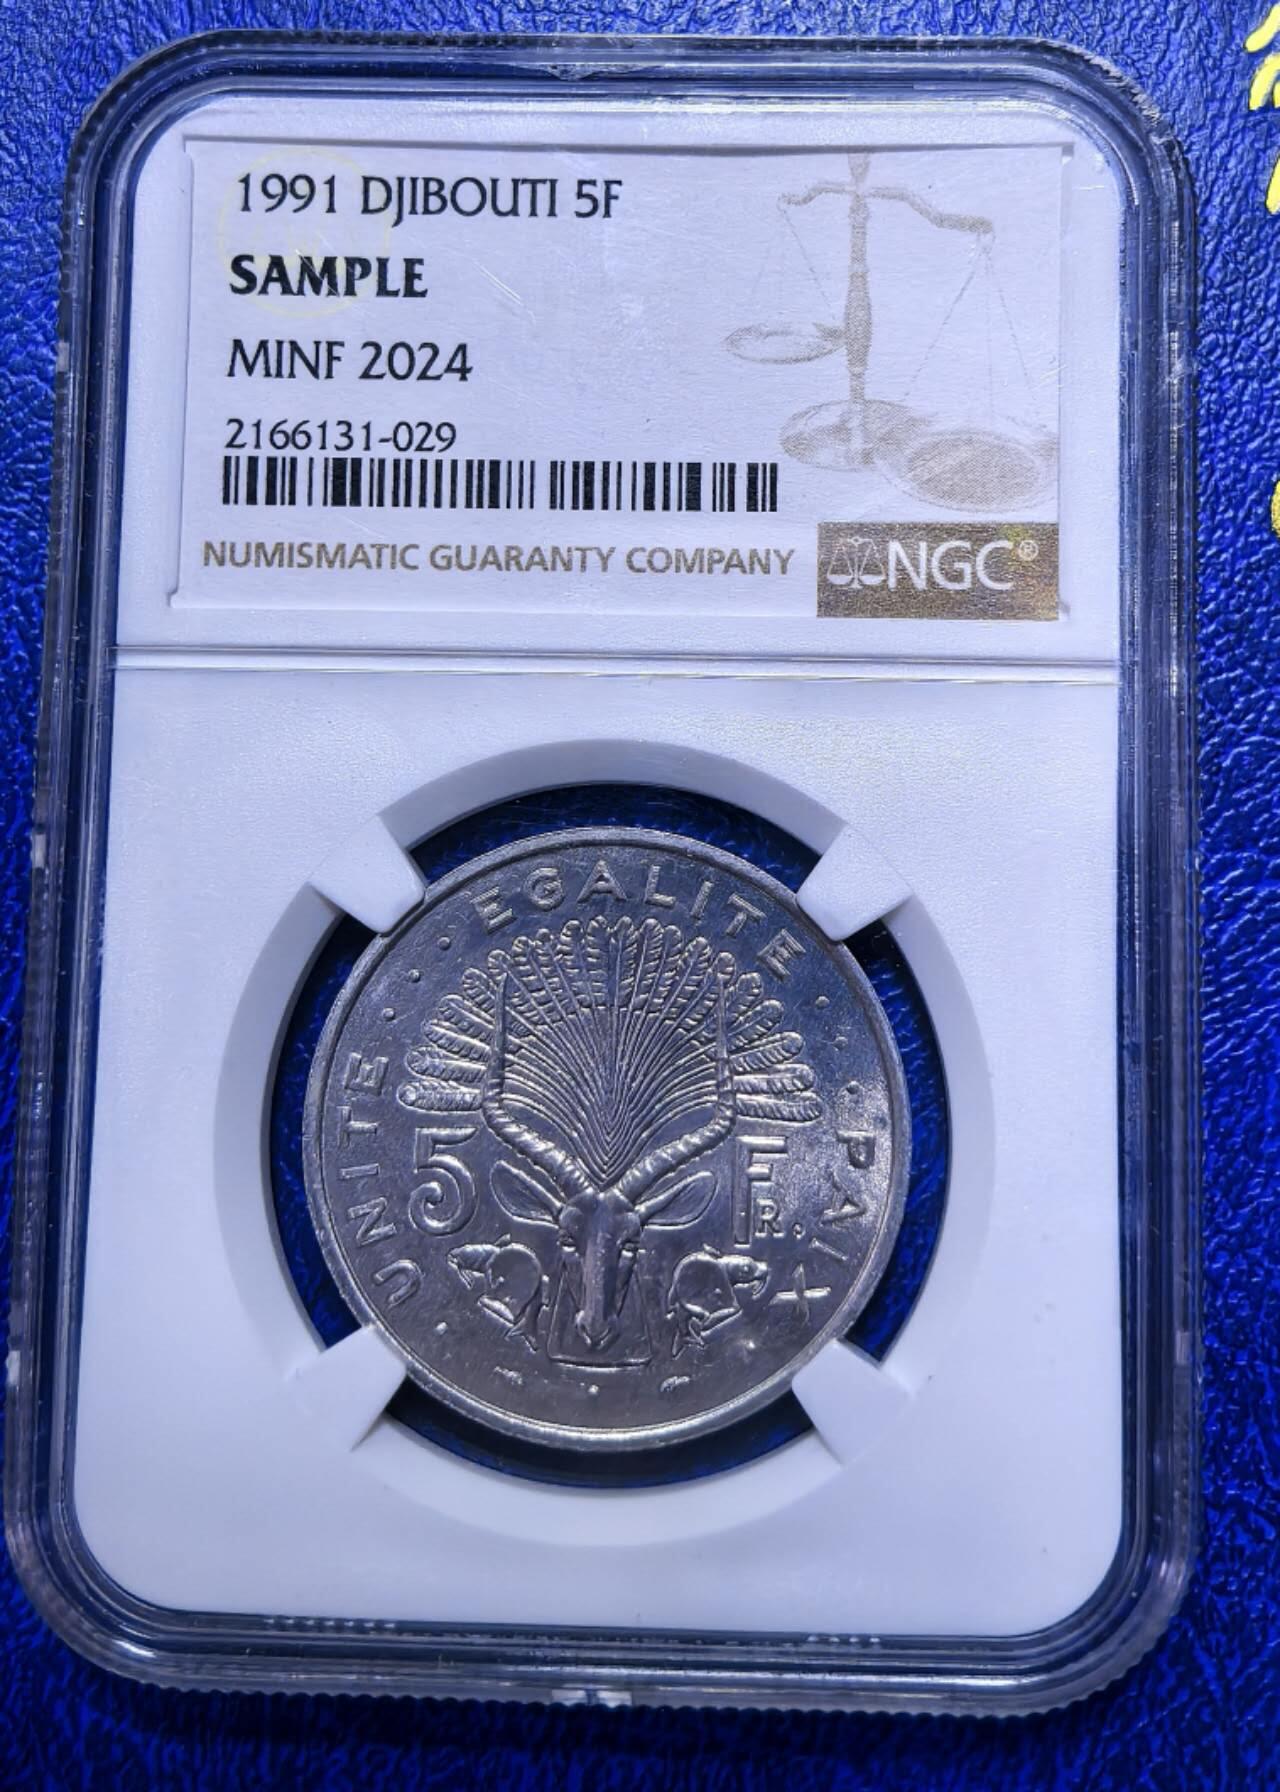 1991 DJIBOUTI 5F
SAMPLE
MINF 2024
2166131-029
NUMISMATIC GUARANTY COMPANY
NGC®
UNITE
EGALITE
PAIX
5 FR.